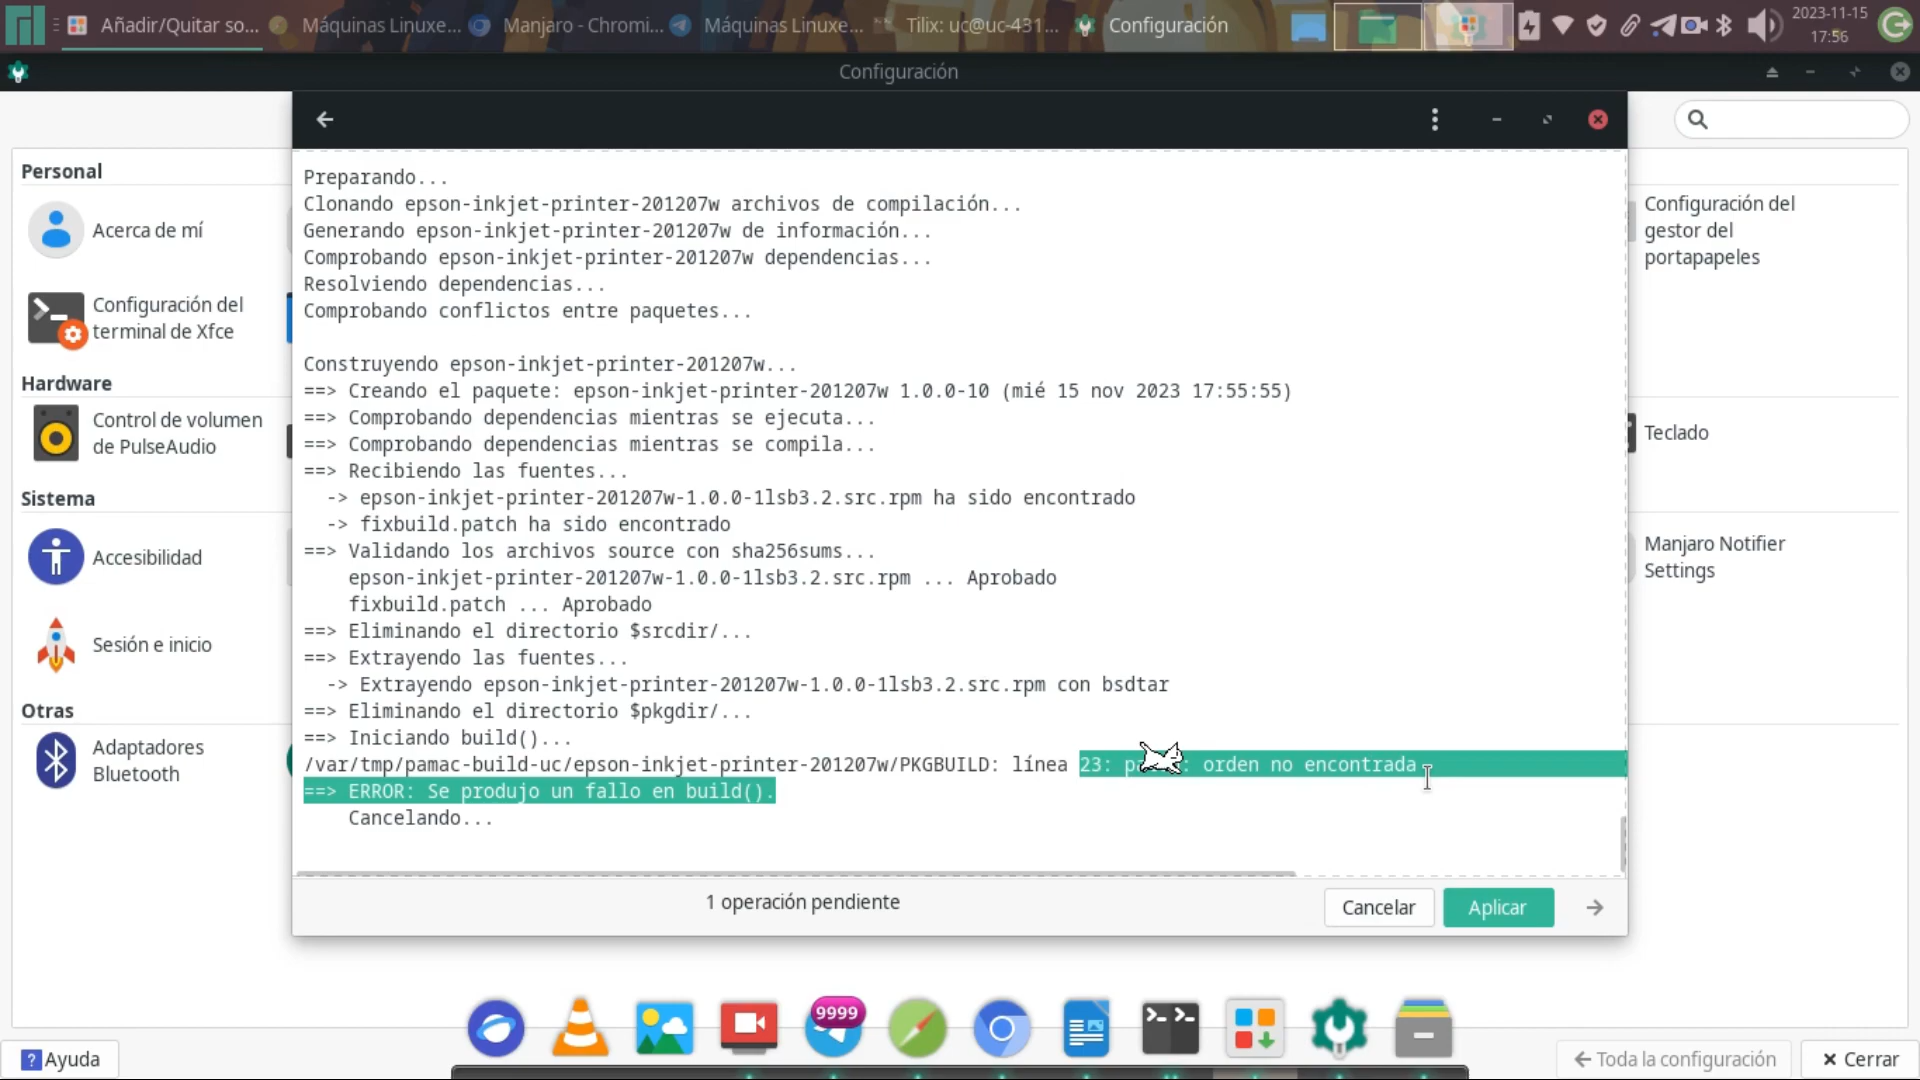 Añadir/Quitar so...
Máquinas Linuxe...
Manjaro - Chromi...
Máquinas Linuxe...
Tilix: uc@uc-431...
Configuración
2023-11-15
17:56
Configuración
Personal
Acerca de mí
Configuración del
terminal de Xfce
Hardware
Control de volumen
de PulseAudio
Sistema
Accesibilidad
Sesión e inicio
Otras
Adaptadores
Bluetooth
Preparando...
Clonando epson-inkjet-printer-201207w archivos de compilación...
Generando epson-inkjet-printer-201207w de información...
Comprobando epson-inkjet-printer-201207w dependencias...
Resolviendo dependencias...
Comprobando conflictos entre paquetes...
Construyendo epson-inkjet-printer-201207w...
==> Creando el paquete: epson-inkjet-printer-201207w 1.0.0-10 (mié 15 nov 2023 17:55:55)
==> Comprobando dependencias mientras se ejecuta...
==> Comprobando dependencias mientras se compila...
==> Recibiendo las fuentes...
-> epson-inkjet-printer-201207w-1.0.0-1lsb3.2.src.rpm ha sido encontrado
-> fixbuild.patch ha sido encontrado
==> Validando los archivos source con sha256sums...
epson-inkjet-printer-201207w-1.0.0-1lsb3.2.src.rpm ... Aprobado
fixbuild.patch ... Aprobado
==> Eliminando el directorio $srcdir/...
==> Extrayendo las fuentes...
-> Extrayendo epson-inkjet-printer-201207w-1.0.0-1lsb3.2.src.rpm con bsdtar
==> Eliminando el directorio $pkgdir/...
==> Iniciando build()...
/var/tmp/pamac-build-uc/epson-inkjet-printer-201207w/PKGBUILD: línea 23: orden no encontrada
==> ERROR: Se produjo un fallo en build().
Cancelando...
1 operación pendiente
Cancelar
Aplicar
Configuración del
gestor del
portapapeles
Teclado
Manjaro Notifier
Settings
9999
? Ayuda
Toda la configuración
Cerrar